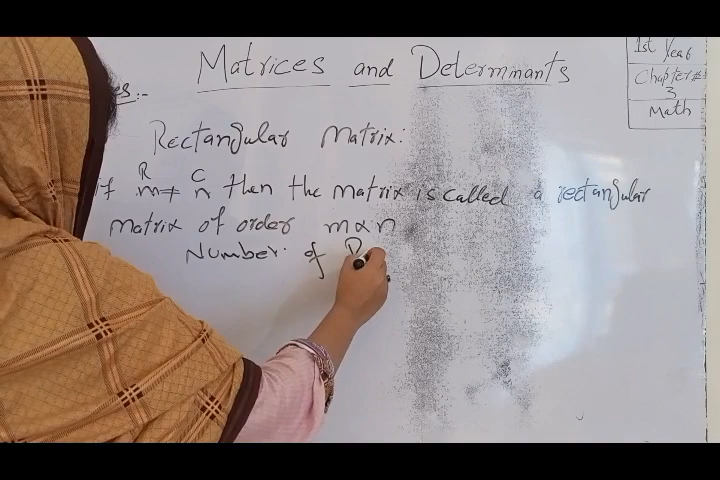 Matrices and Determinants
1st Year
Chapter #
3
Math
es:-
Rectangular Matrix:
R C
If m ≠ n then the matrix is called a rectangular
matrix of order m×n
Number of R